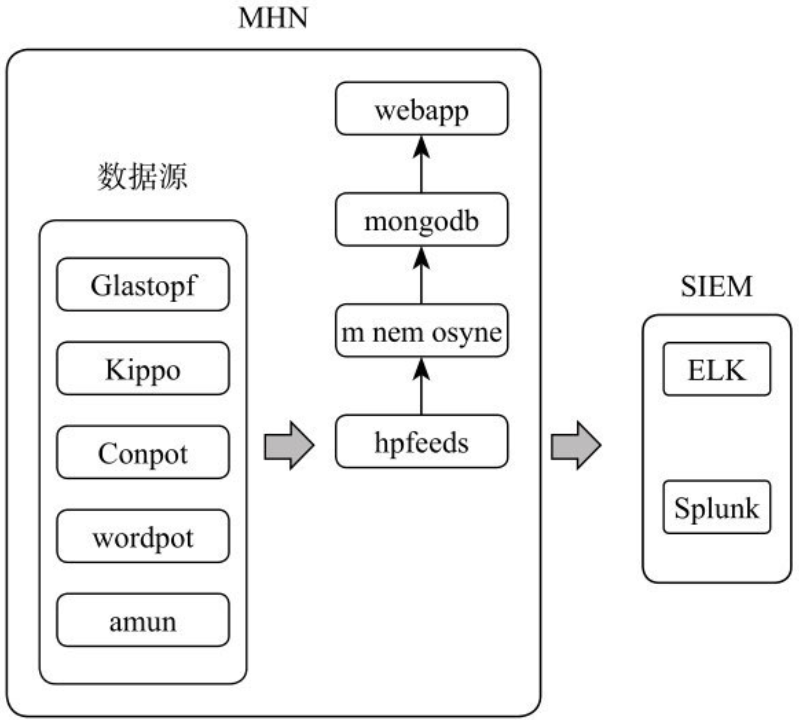 MHN
数据源
Glastopf
Kippo
Conpot
wordpot
amun
webapp
mongodb
m nem osyne
hpfeeds
SIEM
ELK
Splunk